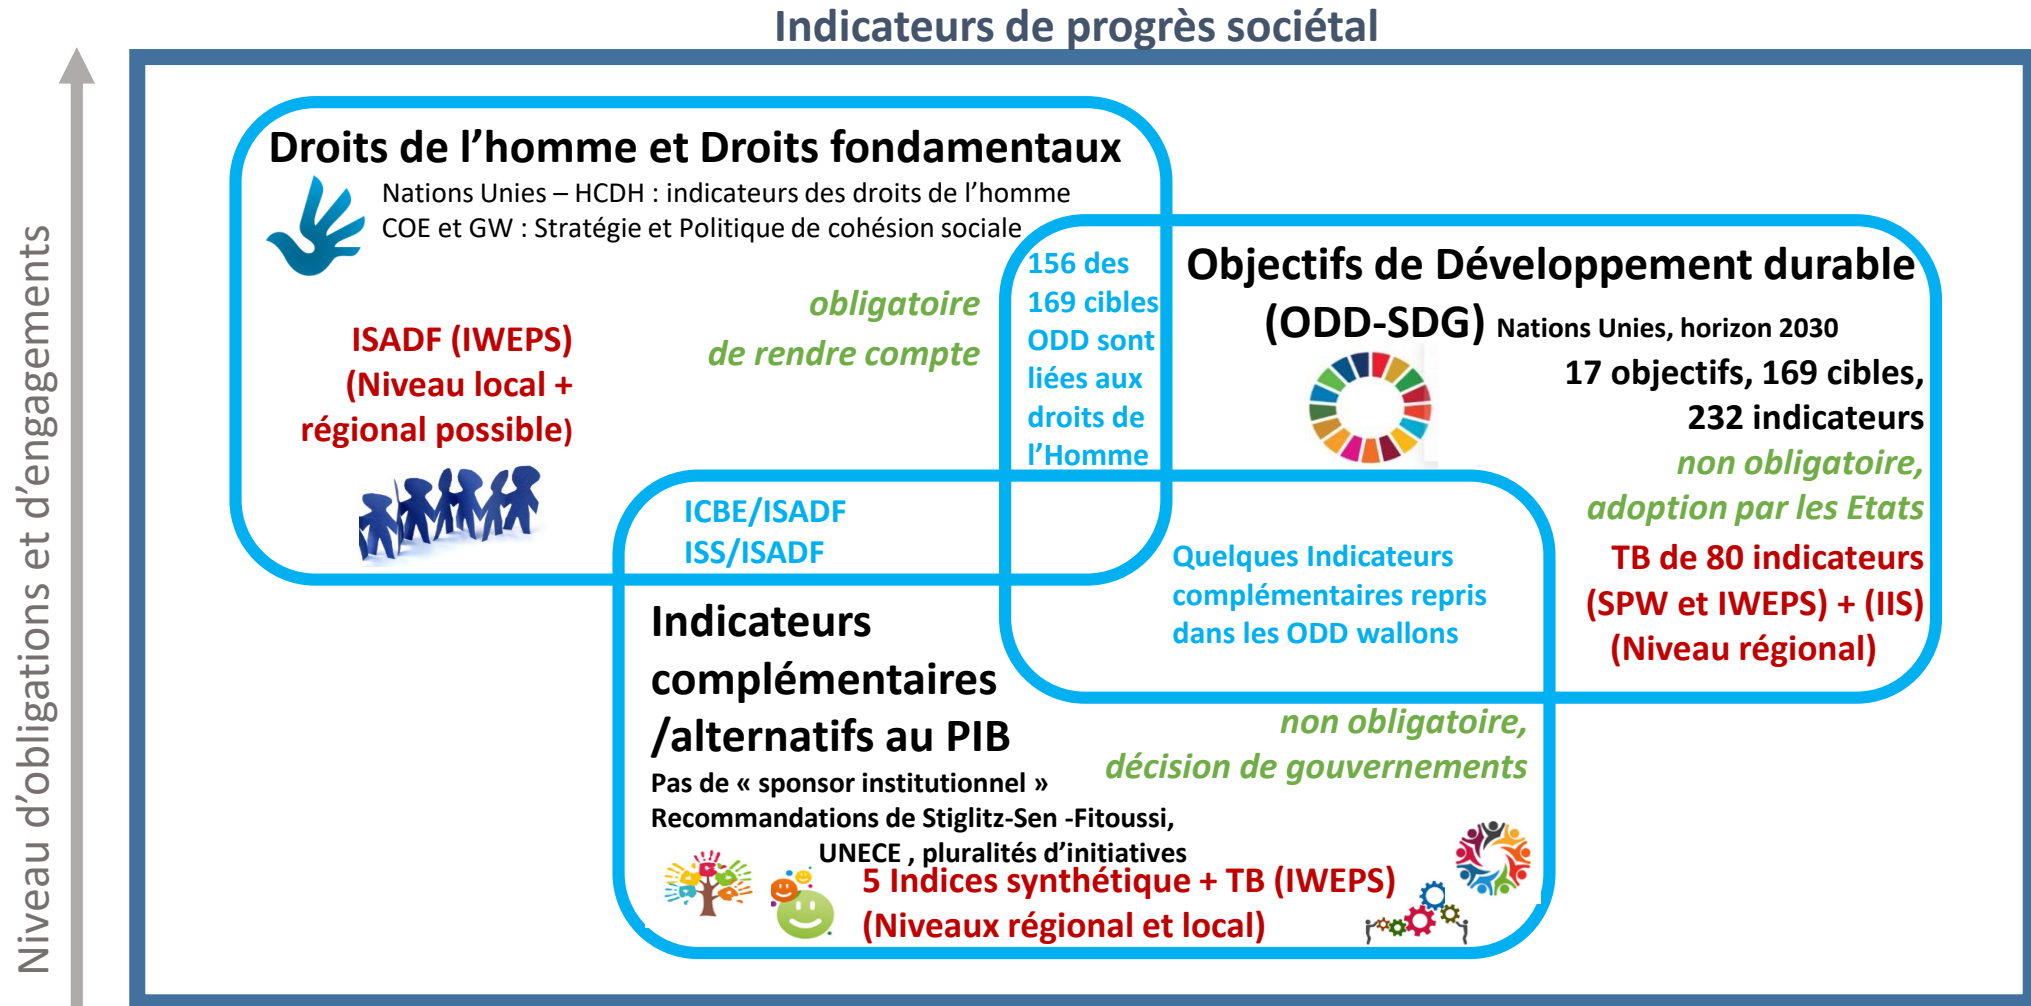 Indicateurs de progrès sociétal
Niveau d'obligations et d'engagements
Droits de l'homme et Droits fondamentaux
Nations Unies – HCDH : indicateurs des droits de l'homme
COE et GW : Stratégie et Politique de cohésion sociale
obligatoire
de rendre compte
ISADF (IWEPS)
(Niveau local +
régional possible)
156 des
169 cibles
ODD sont
liées aux
droits de
l'Homme
Objectifs de Développement durable
(ODD-SDG) Nations Unies, horizon 2030
17 objectifs, 169 cibles,
232 indicateurs
non obligatoire,
adoption par les Etats
TB de 80 indicateurs
(SPW et IWEPS) + (IIS)
(Niveau régional)
ICBE/ISADF
ISS/ISADF
Quelques Indicateurs
complémentaires repris
dans les ODD wallons
Indicateurs
complémentaires
/alternatifs au PIB
non obligatoire,
décision de gouvernements
Pas de « sponsor institutionnel »
Recommandations de Stiglitz-Sen -Fitoussi,
UNECE , pluralités d'initiatives
5 Indices synthétique + TB (IWEPS)
(Niveaux régional et local)